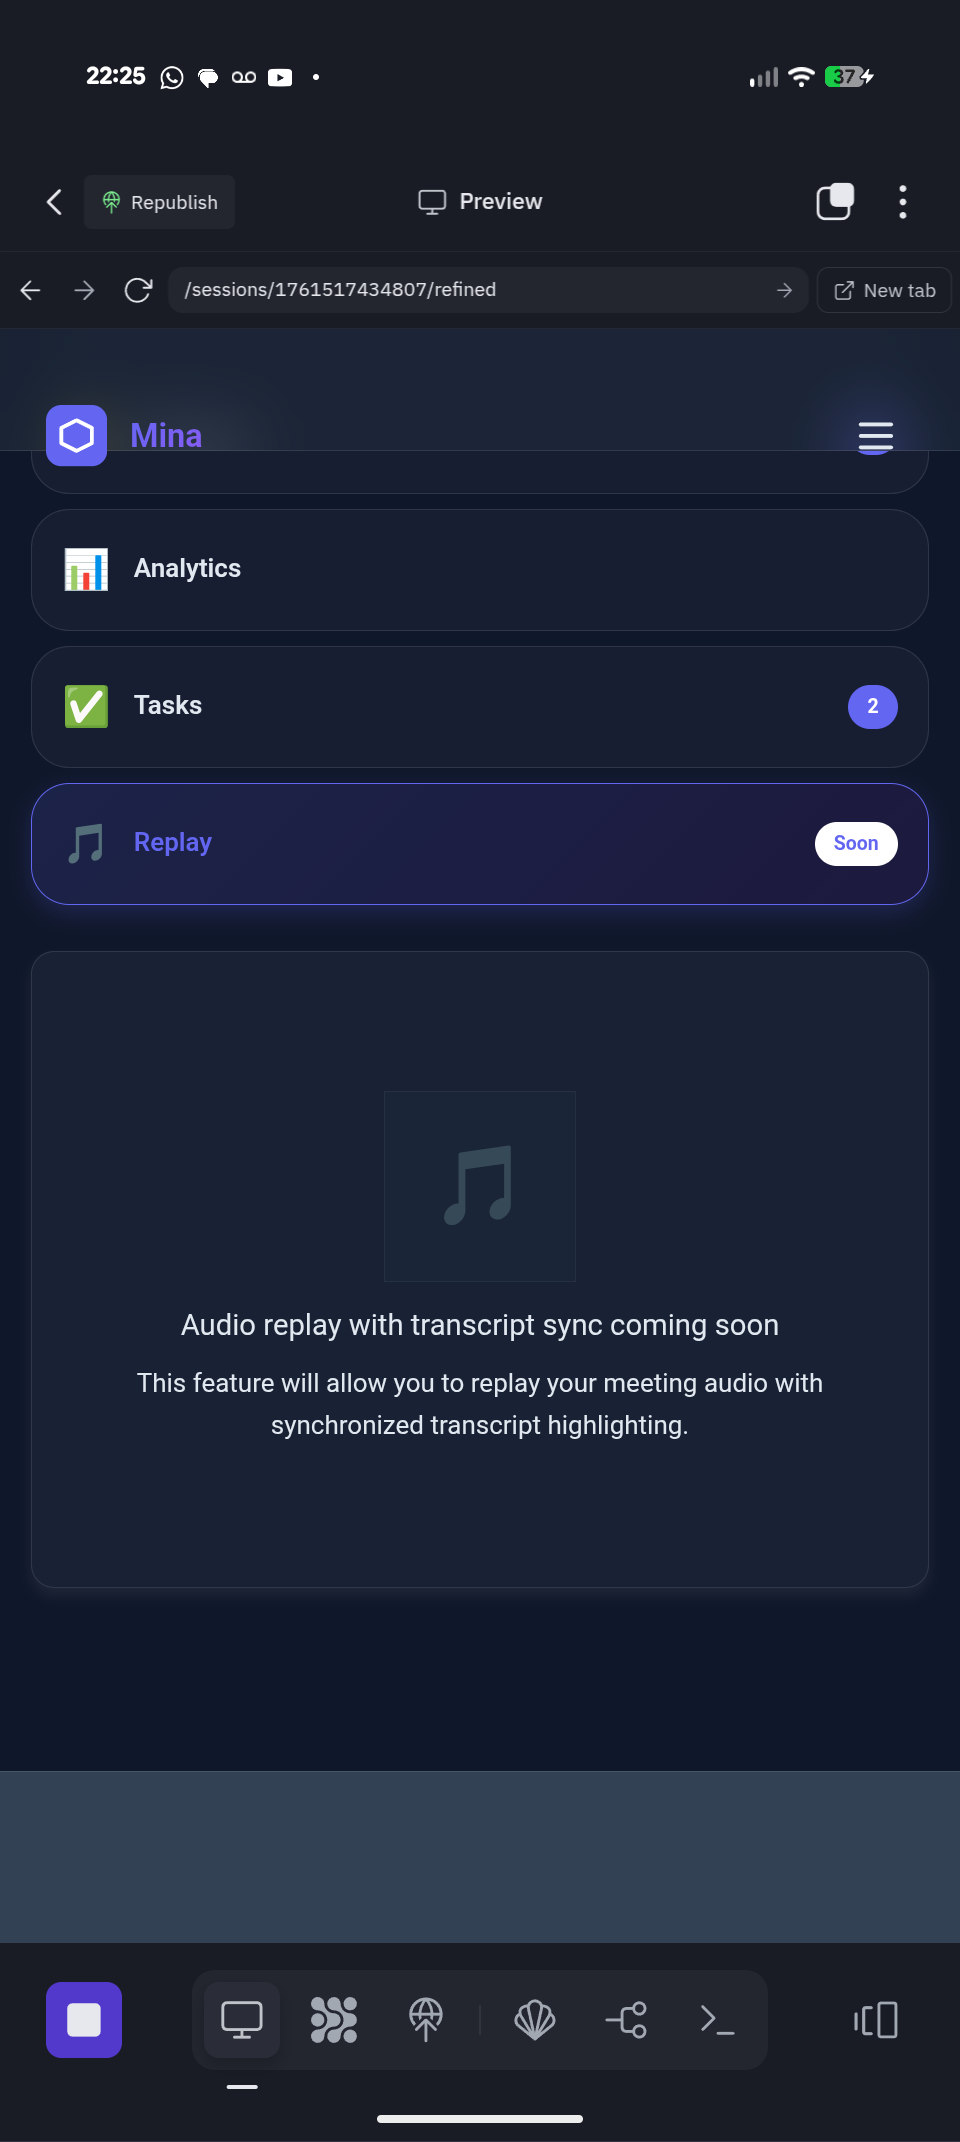 22:25
37
Republish
Preview
/sessions/1761517434807/refined
New tab
Mina
Analytics
Tasks
2
Replay
Soon
Audio replay with transcript sync coming soon
This feature will allow you to replay your meeting audio with
synchronized transcript highlighting.